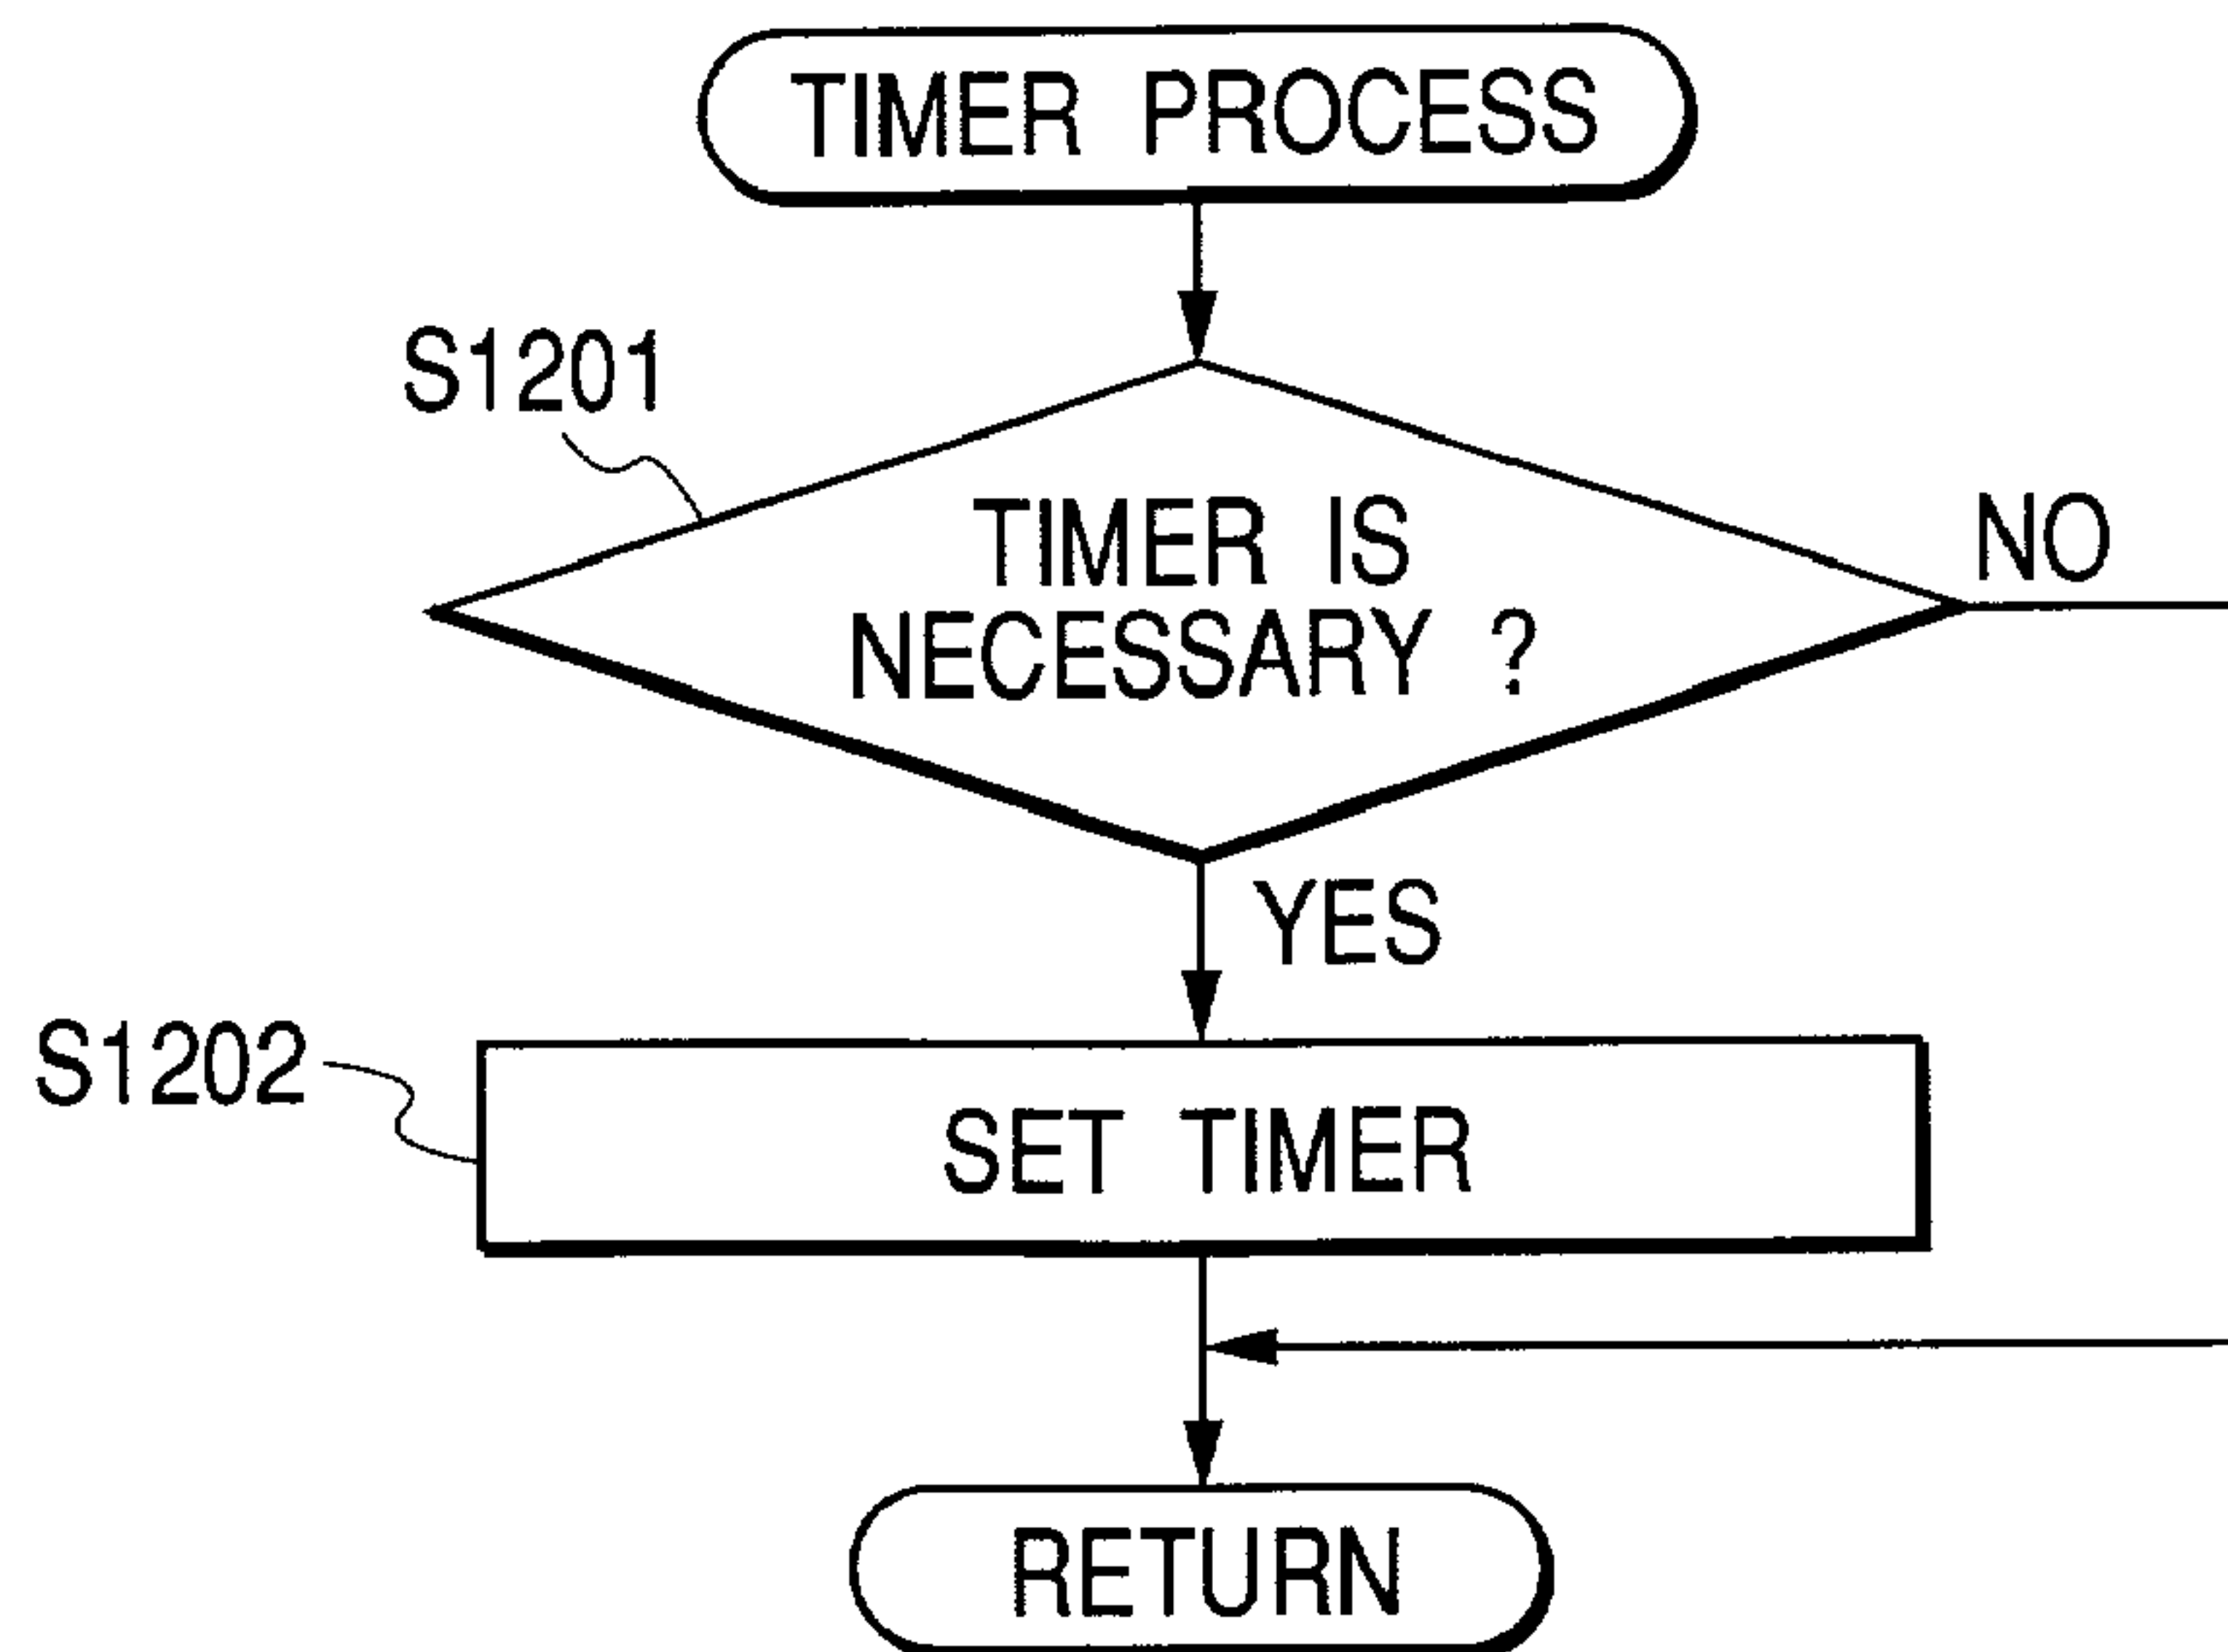 TIMER PROCESS
S1201
TIMER IS
NECESSARY ?
NO
YES
S1202
SET TIMER
RETURN